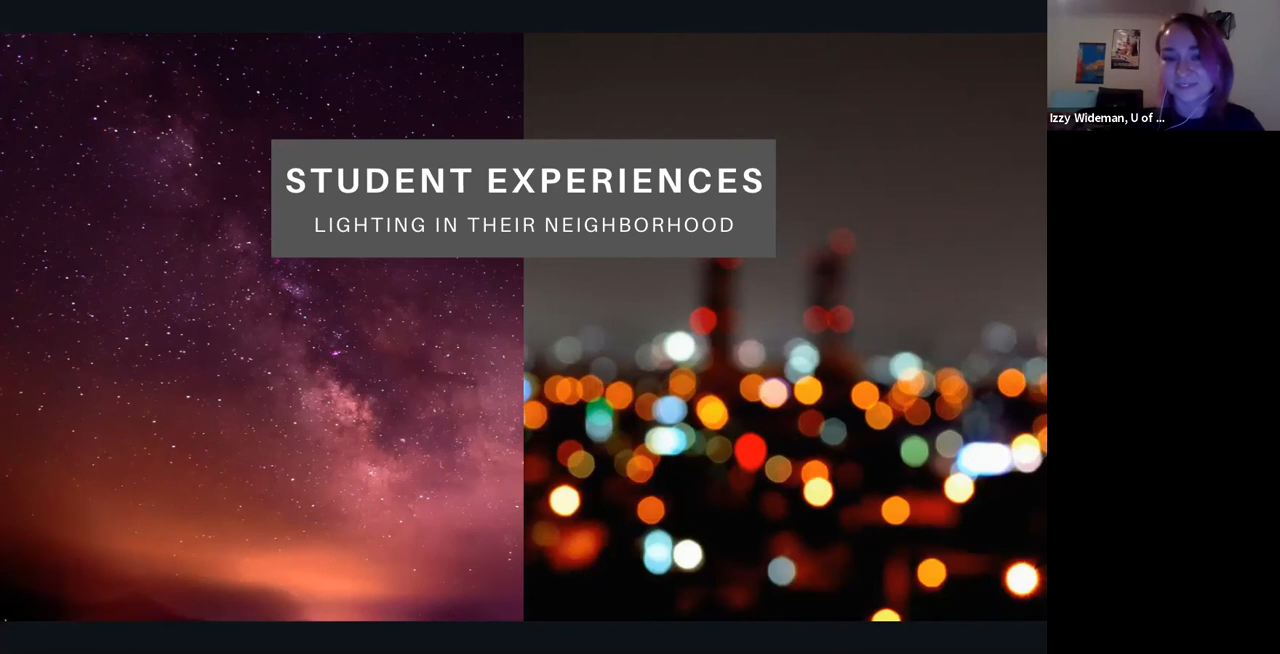 STUDENT EXPERIENCES
LIGHTING IN THEIR NEIGHBORHOOD
Izzy Wideman, U of ...